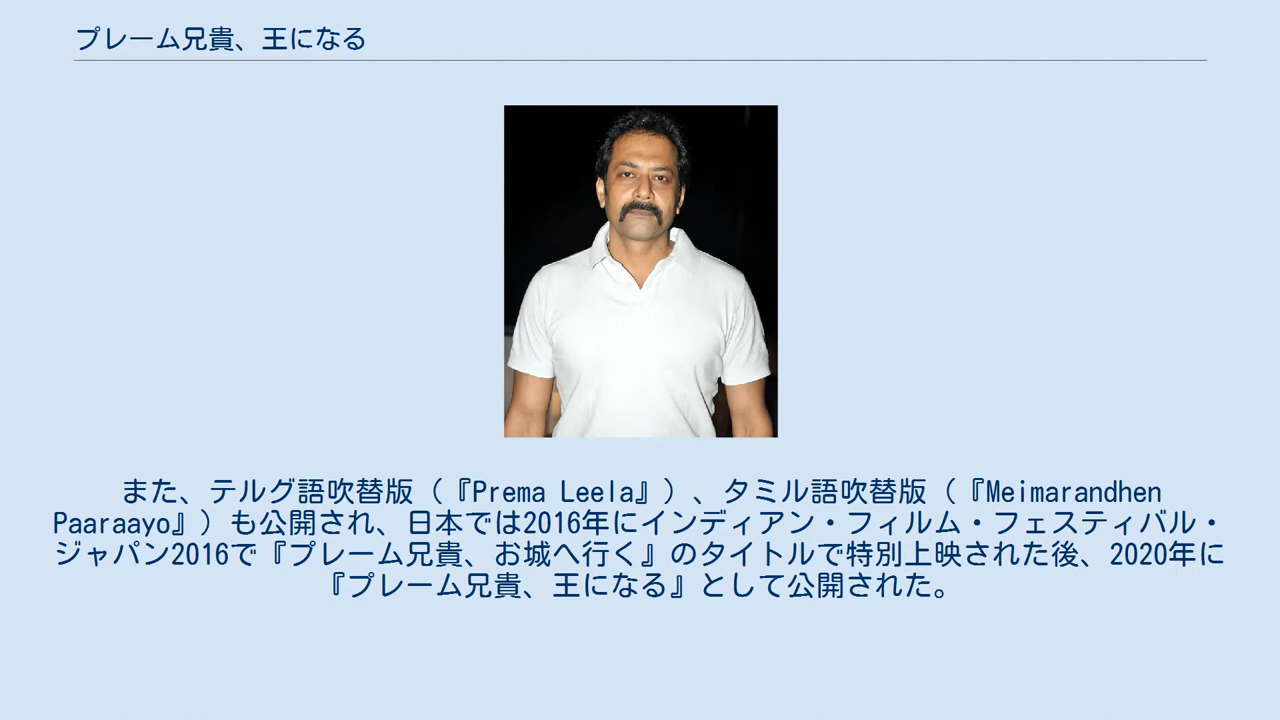 プレーム兄貴、王になる
また、テルグ語吹替版（『Prema Leela』）、タミル語吹替版（『Meimarandhen
Paaraayo』）も公開され、日本では2016年にインディアン・フィルム・フェスティバル・
ジャパン2016で『プレーム兄貴、お城へ行く』のタイトルで特別上映された後、2020年に
『プレーム兄貴、王になる』として公開された。